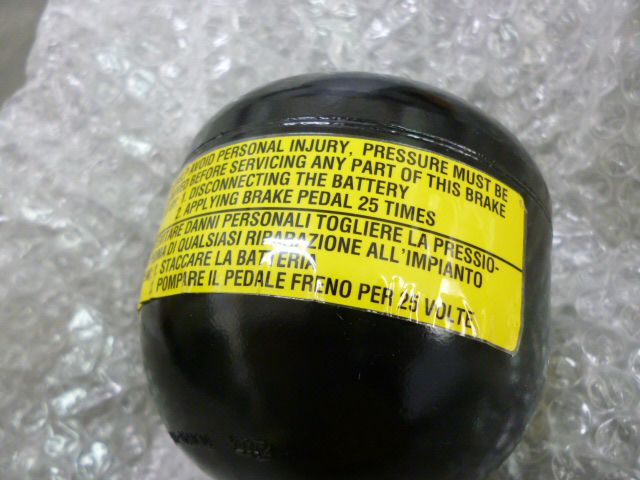 AVOID PERSONAL INJURY, PRESSURE MUST BE
BEFORE SERVICING ANY PART OF THIS BRAKE
1. DISCONNECTING THE BATTERY
2. APPLYING BRAKE PEDAL 25 TIMES
DANNI PERSONALI TOGLIERE LA PRESSIO-
DI QUALSIASI RIPARAZIONE ALL'IMPIANTO
STACCARE LA BATTERIA
POMPARE IL PEDALE FRENO PER 25 VOLTE